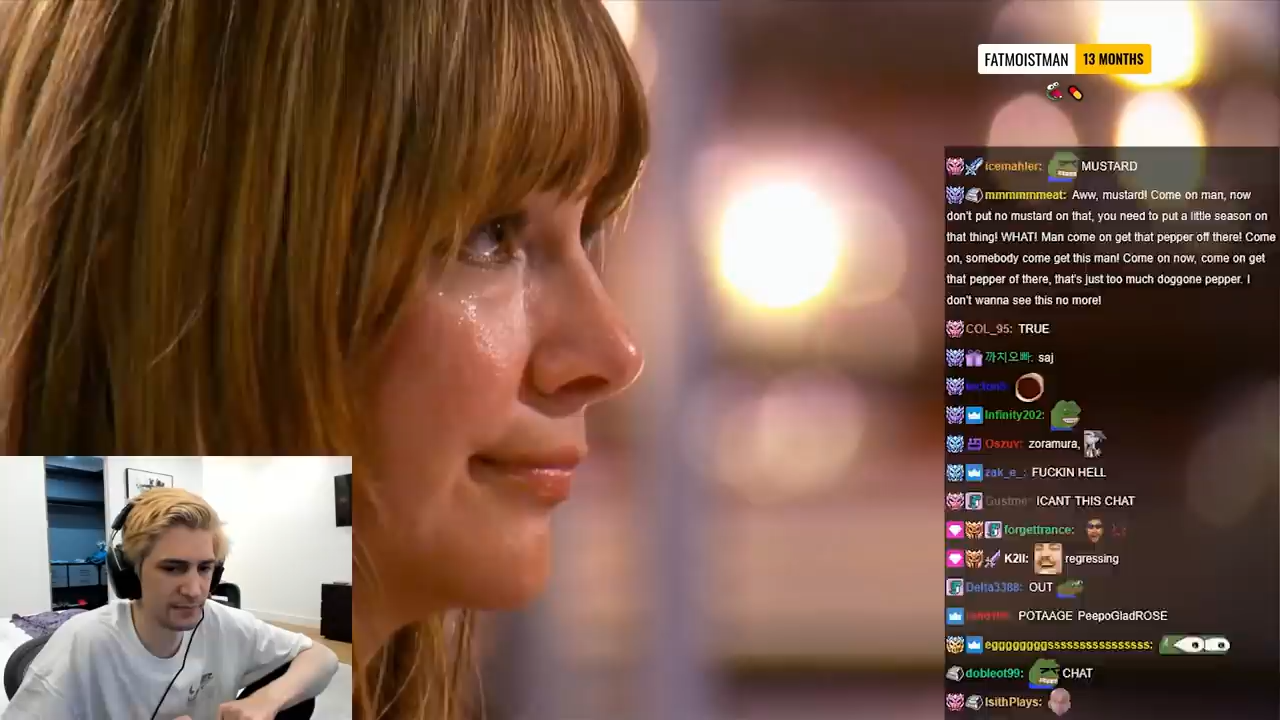 FATMOISTMAN 13 MONTHS
icemahler: MUSTARD
mmmmmmeat: Aww, mustard! Come on man, now
don't put no mustard on that, you need to put a little season on
that thing! WHAT! Man come on get that pepper off there! Come
on, somebody come get this man! Come on now, come on get
that pepper of there, that's just too much doggone pepper. I
don't wanna see this no more!
COL_95: TRUE
까치오빠: saj
Infinity202:
Oszuv: zoramura,
zak_e_: FUCKIN HELL
Gustme ICANT THIS CHAT
forgettrance:
K2ll: regressing
Delta3388: OUT
POTAAGE PeepoGladROSE
eggggggggssssssssssssssss:
dobleot99: CHAT
IsithPlays: